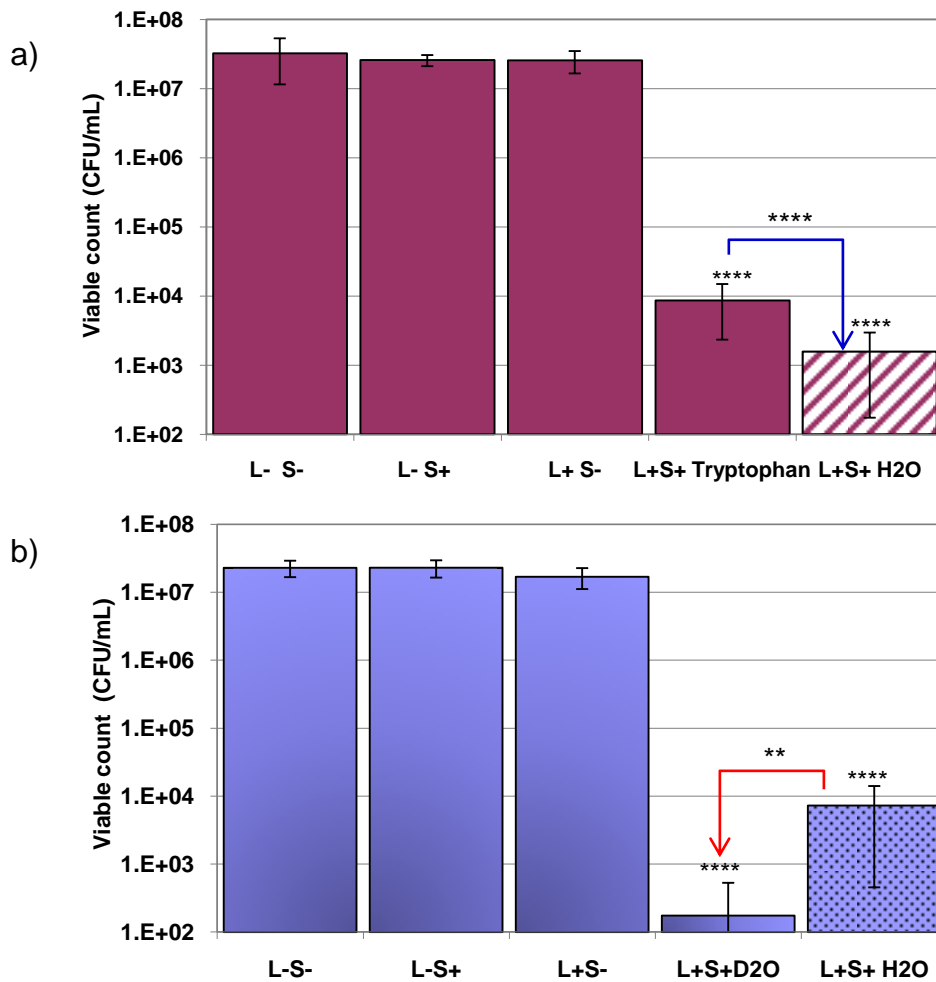 a)
Viable count (CFU/mL)
1.E+08
1.E+07
1.E+06
1.E+05
1.E+04
1.E+03
1.E+02
****
****
****
L- S-
L- S+
L+ S-
L+S+ Tryptophan
L+S+ H2O
b)
Viable count (CFU/mL)
1.E+08
1.E+07
1.E+06
1.E+05
1.E+04
1.E+03
1.E+02
**
****
****
L-S-
L-S+
L+S-
L+S+D2O
L+S+ H2O